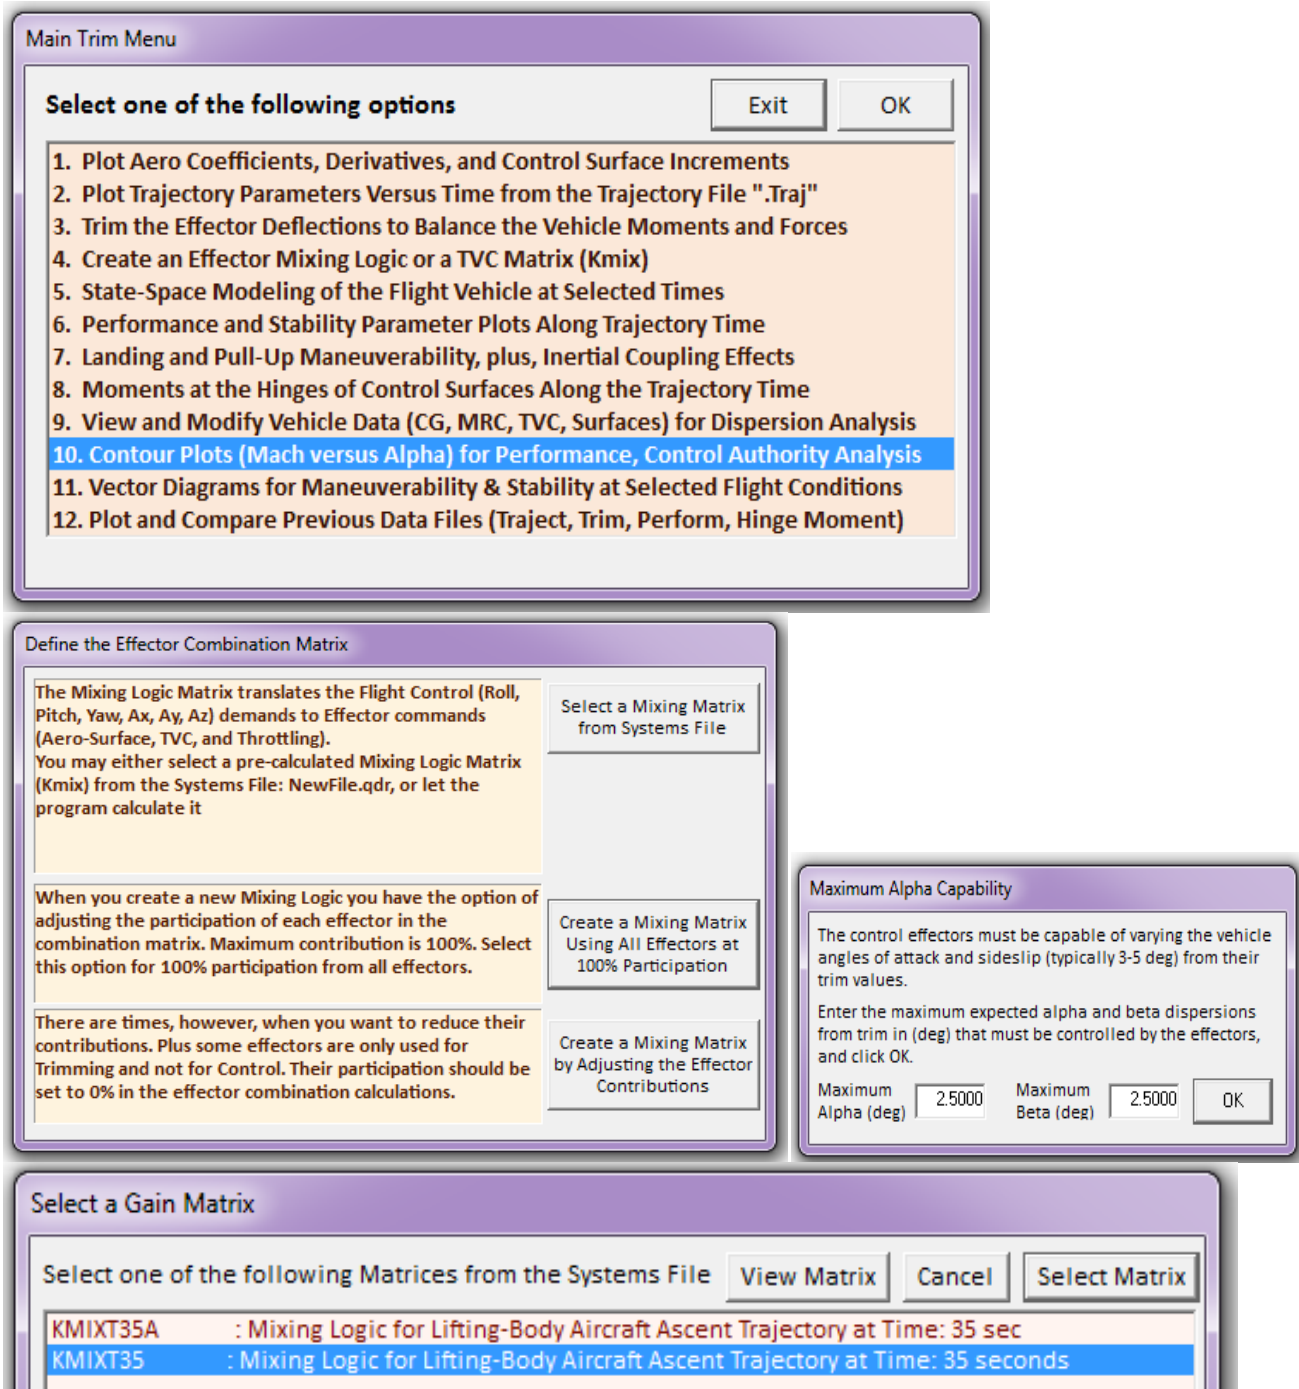 Main Trim Menu
Select one of the following options
Exit
OK
1. Plot Aero Coefficients, Derivatives, and Control Surface Increments
2. Plot Trajectory Parameters Versus Time from the Trajectory File ".Traj"
3. Trim the Effector Deflections to Balance the Vehicle Moments and Forces
4. Create an Effector Mixing Logic or a TVC Matrix (Kmix)
5. State-Space Modeling of the Flight Vehicle at Selected Times
6. Performance and Stability Parameter Plots Along Trajectory Time
7. Landing and Pull-Up Maneuverability, plus, Inertial Coupling Effects
8. Moments at the Hinges of Control Surfaces Along the Trajectory Time
9. View and Modify Vehicle Data (CG, MRC, TVC, Surfaces) for Dispersion Analysis
10. Contour Plots (Mach versus Alpha) for Performance, Control Authority Analysis
11. Vector Diagrams for Maneuverability & Stability at Selected Flight Conditions
12. Plot and Compare Previous Data Files (Traject, Trim, Perform, Hinge Moment)
Define the Effector Combination Matrix
The Mixing Logic Matrix translates the Flight Control (Roll,
Pitch, Yaw, Ax, Ay, Az) demands to Effector commands
(Aero-Surface, TVC, and Throttling).
You may either select a pre-calculated Mixing Logic Matrix
(Kmix) from the Systems File: NewFile.qdr, or let the
program calculate it
Select a Mixing Matrix
from Systems File
When you create a new Mixing Logic you have the option of
adjusting the participation of each effector in the
combination matrix. Maximum contribution is 100%. Select
this option for 100% participation from all effectors.
Create a Mixing Matrix
Using All Effectors at
100% Participation
There are times, however, when you want to reduce their
contributions. Plus some effectors are only used for
Trimming and not for Control. Their participation should be
set to 0% in the effector combination calculations.
Create a Mixing Matrix
by Adjusting the Effector
Contributions
Maximum Alpha Capability
The control effectors must be capable of varying the vehicle
angles of attack and sideslip (typically 3-5 deg) from their
trim values.
Enter the maximum expected alpha and beta dispersions
from trim in (deg) that must be controlled by the effectors,
and click OK.
Maximum
Alpha (deg)
2.5000
Maximum
Beta (deg)
2.5000
OK
Select a Gain Matrix
Select one of the following Matrices from the Systems File
View Matrix
Cancel
Select Matrix
KMIXT35A : Mixing Logic for Lifting-Body Aircraft Ascent Trajectory at Time: 35 sec
KMIXT35 : Mixing Logic for Lifting-Body Aircraft Ascent Trajectory at Time: 35 seconds